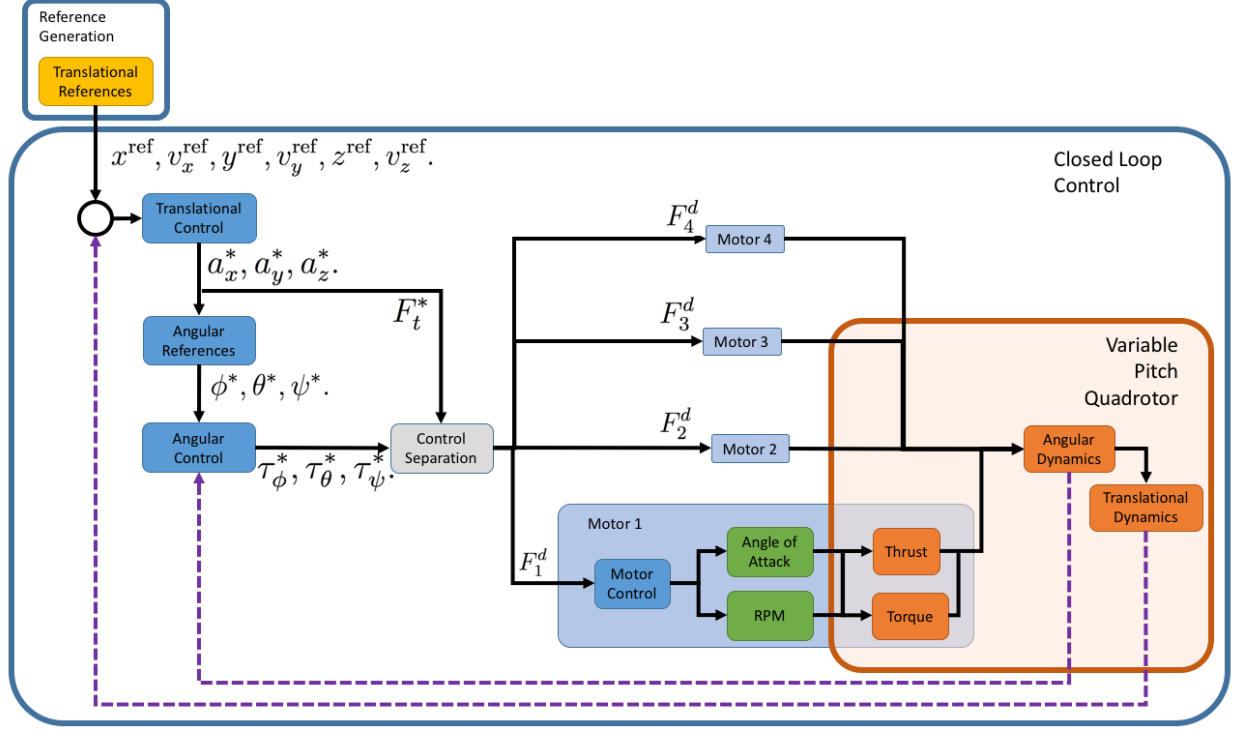 Reference
Generation
Translational
References
x^ref, v_x^ref, y^ref, v_y^ref, z^ref, v_z^ref.
Closed Loop
Control
Translational
Control
a_x^*, a_y^*, a_z^*.
F_t^*
Angular
References
ϕ^*, θ^*, ψ^*.
Angular
Control
τ_ϕ^*, τ_θ^*, τ_ψ^*.
Control
Separation
F_4^d
Motor 4
F_3^d
Motor 3
F_2^d
Motor 2
F_1^d
Motor 1
Motor
Control
Angle of
Attack
RPM
Thrust
Torque
Variable
Pitch
Quadrotor
Angular
Dynamics
Translational
Dynamics